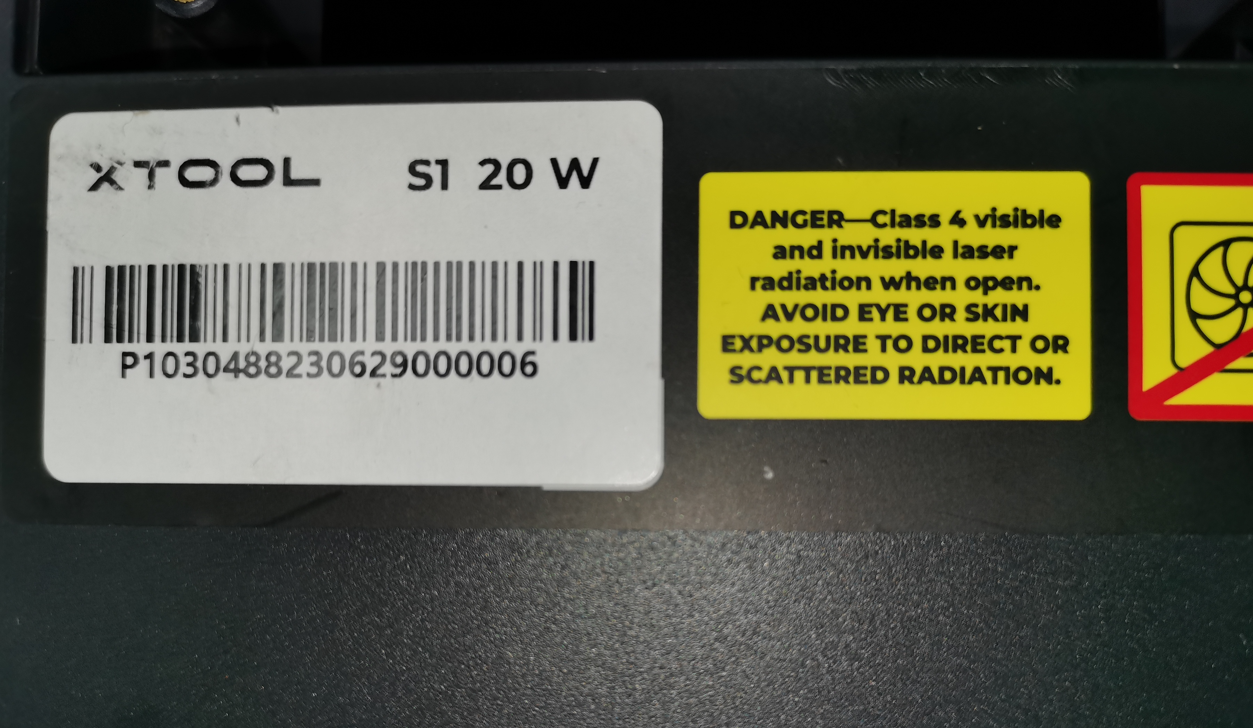 XTOOL S1 20 W
P1030488230629000006
DANGER—Class 4 visible
and invisible laser
radiation when open.
AVOID EYE OR SKIN
EXPOSURE TO DIRECT OR
SCATTERED RADIATION.